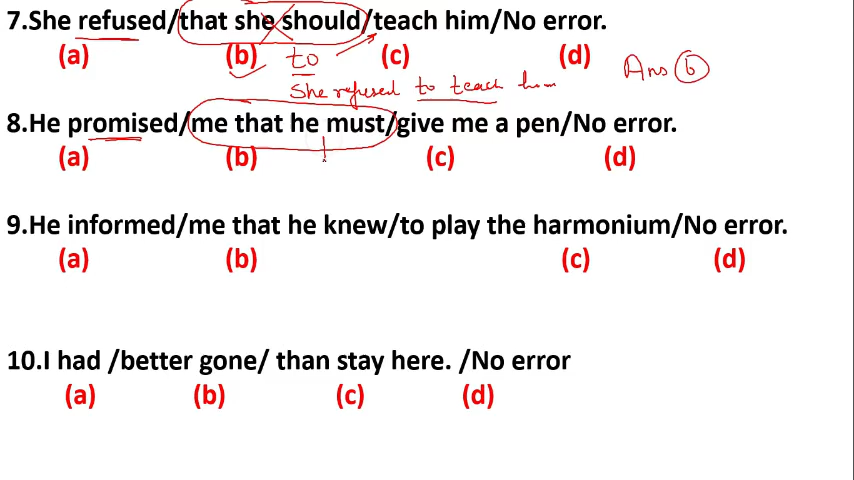 7.She refused/that she should/teach him/No error.
(a) (b) to (c) (d) Ans (b)
She refused to teach him
8.He promised/me that he must/give me a pen/No error.
(a) (b) (c) (d)
9.He informed/me that he knew/to play the harmonium/No error.
(a) (b) (c) (d)
10.I had /better gone/ than stay here. /No error
(a) (b) (c) (d)